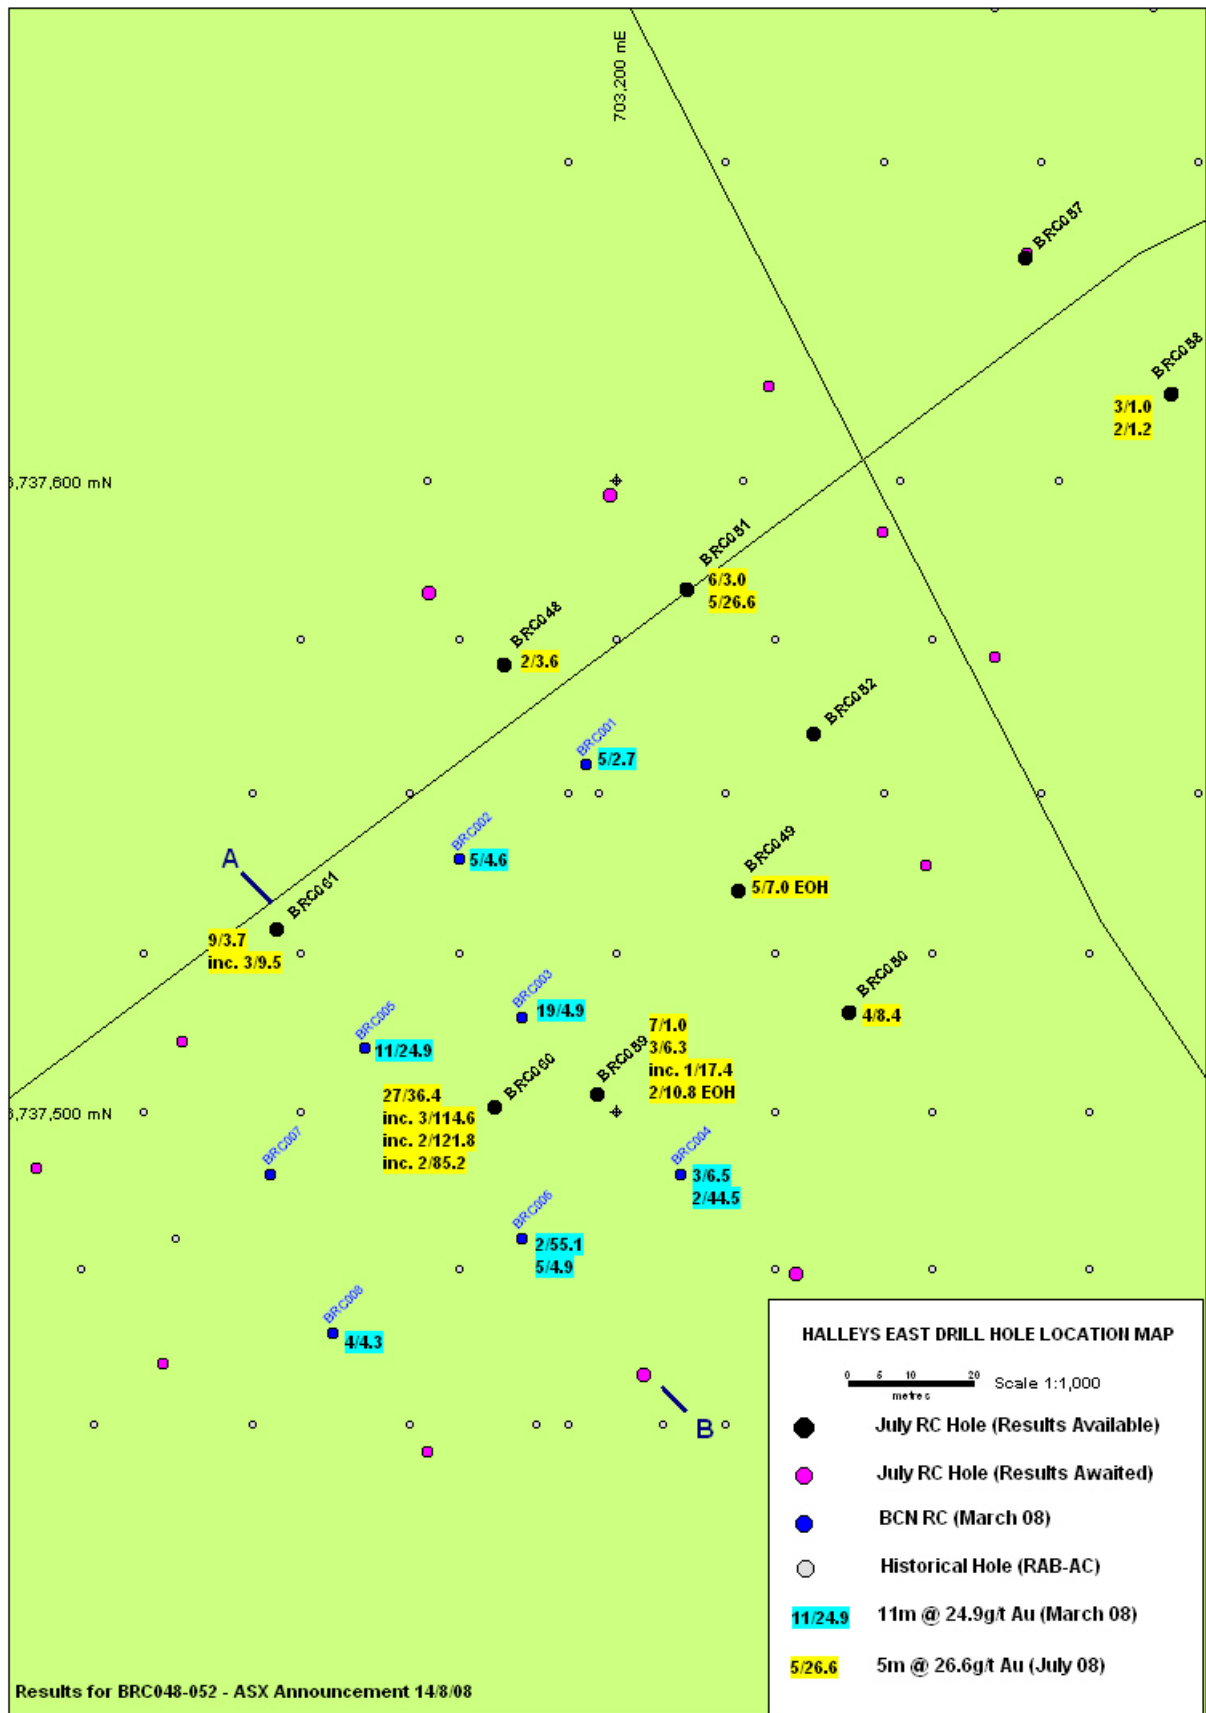 703,200 mE
BRC057
BRC058
3/1.0
2/1.2
,737,600 mN
BRC051
6/3.0
5/26.6
BRC048
2/3.6
BRC052
BRC001
5/2.7
BRC002
5/4.6
BRC049
5/7.0 EOH
A
BRC061
9/3.7
inc. 3/9.5
BRC050
4/8.4
BRC003
19/4.9
BRC005
11/24.9
BRC059
7/1.0
3/6.3
inc. 1/17.4
2/10.8 EOH
BRC060
27/36.4
inc. 3/114.6
inc. 2/121.8
inc. 2/85.2
,737,500 mN
BRC007
BRC004
3/6.5
2/44.5
BRC006
2/55.1
5/4.9
BRC008
4/4.3
B
HALLEYS EAST DRILL HOLE LOCATION MAP
0 5 10 20
metres
Scale 1:1,000
July RC Hole (Results Available)
July RC Hole (Results Awaited)
BCN RC (March 08)
Historical Hole (RAB-AC)
11/24.9 11m @ 24.9g/t Au (March 08)
5/26.6 5m @ 26.6g/t Au (July 08)
Results for BRC048-052 - ASX Announcement 14/8/08